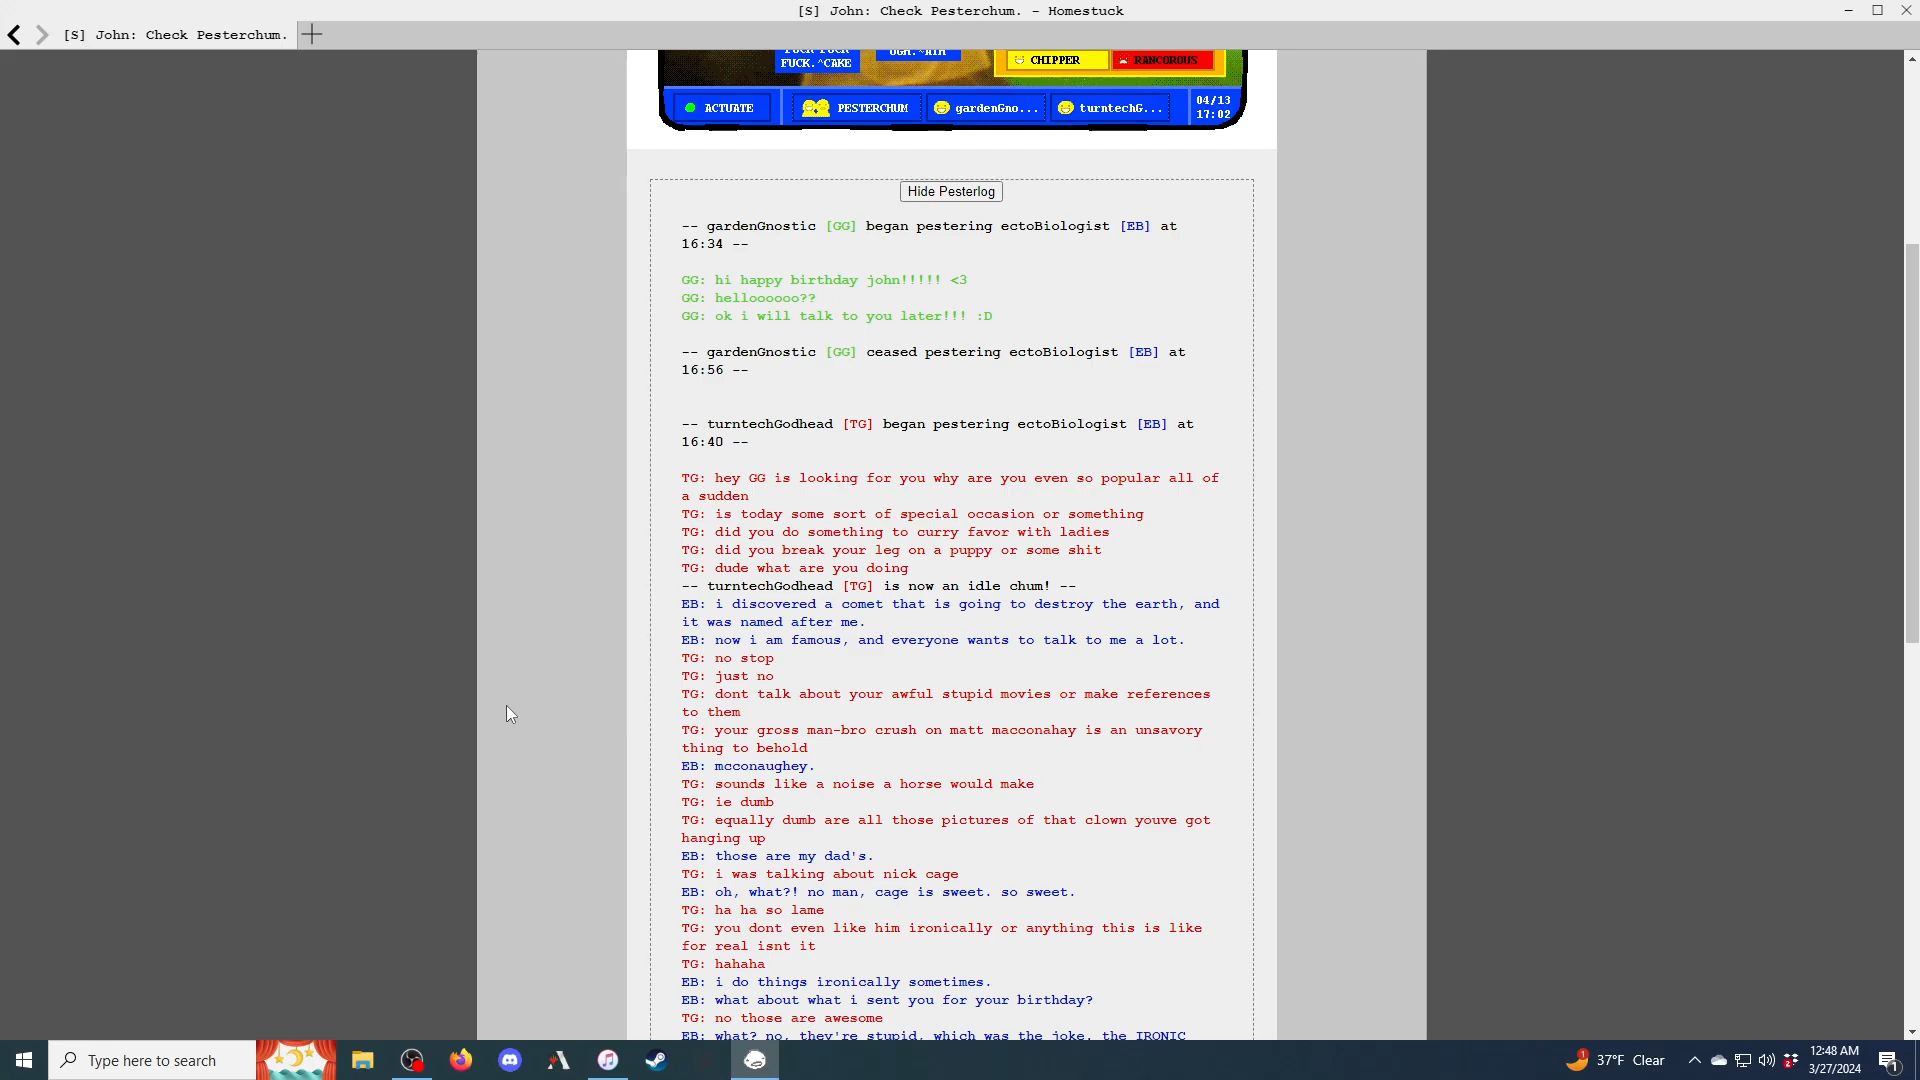 [S] John: Check Pesterchum. - Homestuck
[S] John: Check Pesterchum.
FUCK.^CAKE
UGH.^AIM
CHIPPER
RANCOROUS
ACTUATE
PESTERCHUM
gardenGno...
turntechG...
04/13
17:02
Hide Pesterlog
-- gardenGnostic [GG] began pestering ectoBiologist [EB] at
16:34 --
GG: hi happy birthday john!!!!! <3
GG: helloooooo??
GG: ok i will talk to you later!!! :D
-- gardenGnostic [GG] ceased pestering ectoBiologist [EB] at
16:56 --
-- turntechGodhead [TG] began pestering ectoBiologist [EB] at
16:40 --
TG: hey GG is looking for you why are you even so popular all of
a sudden
TG: is today some sort of special occasion or something
TG: did you do something to curry favor with ladies
TG: did you break your leg on a puppy or some shit
TG: dude what are you doing
-- turntechGodhead [TG] is now an idle chum! --
EB: i discovered a comet that is going to destroy the earth, and
it was named after me.
EB: now i am famous, and everyone wants to talk to me a lot.
TG: no stop
TG: just no
TG: dont talk about your awful stupid movies or make references
to them
TG: your gross man-bro crush on matt macconahay is an unsavory
thing to behold
EB: mcconaughey.
TG: sounds like a noise a horse would make
TG: ie dumb
TG: equally dumb are all those pictures of that clown youve got
hanging up
EB: those are my dad's.
TG: i was talking about nick cage
EB: oh, what?! no man, cage is sweet. so sweet.
TG: ha ha so lame
TG: you dont even like him ironically or anything this is like
for real isnt it
TG: hahaha
EB: i do things ironically sometimes.
EB: what about what i sent you for your birthday?
TG: no those are awesome
EB: what? no, they're stupid, which was the joke, the IRONIC
Type here to search
37°F Clear
12:48 AM
3/27/2024